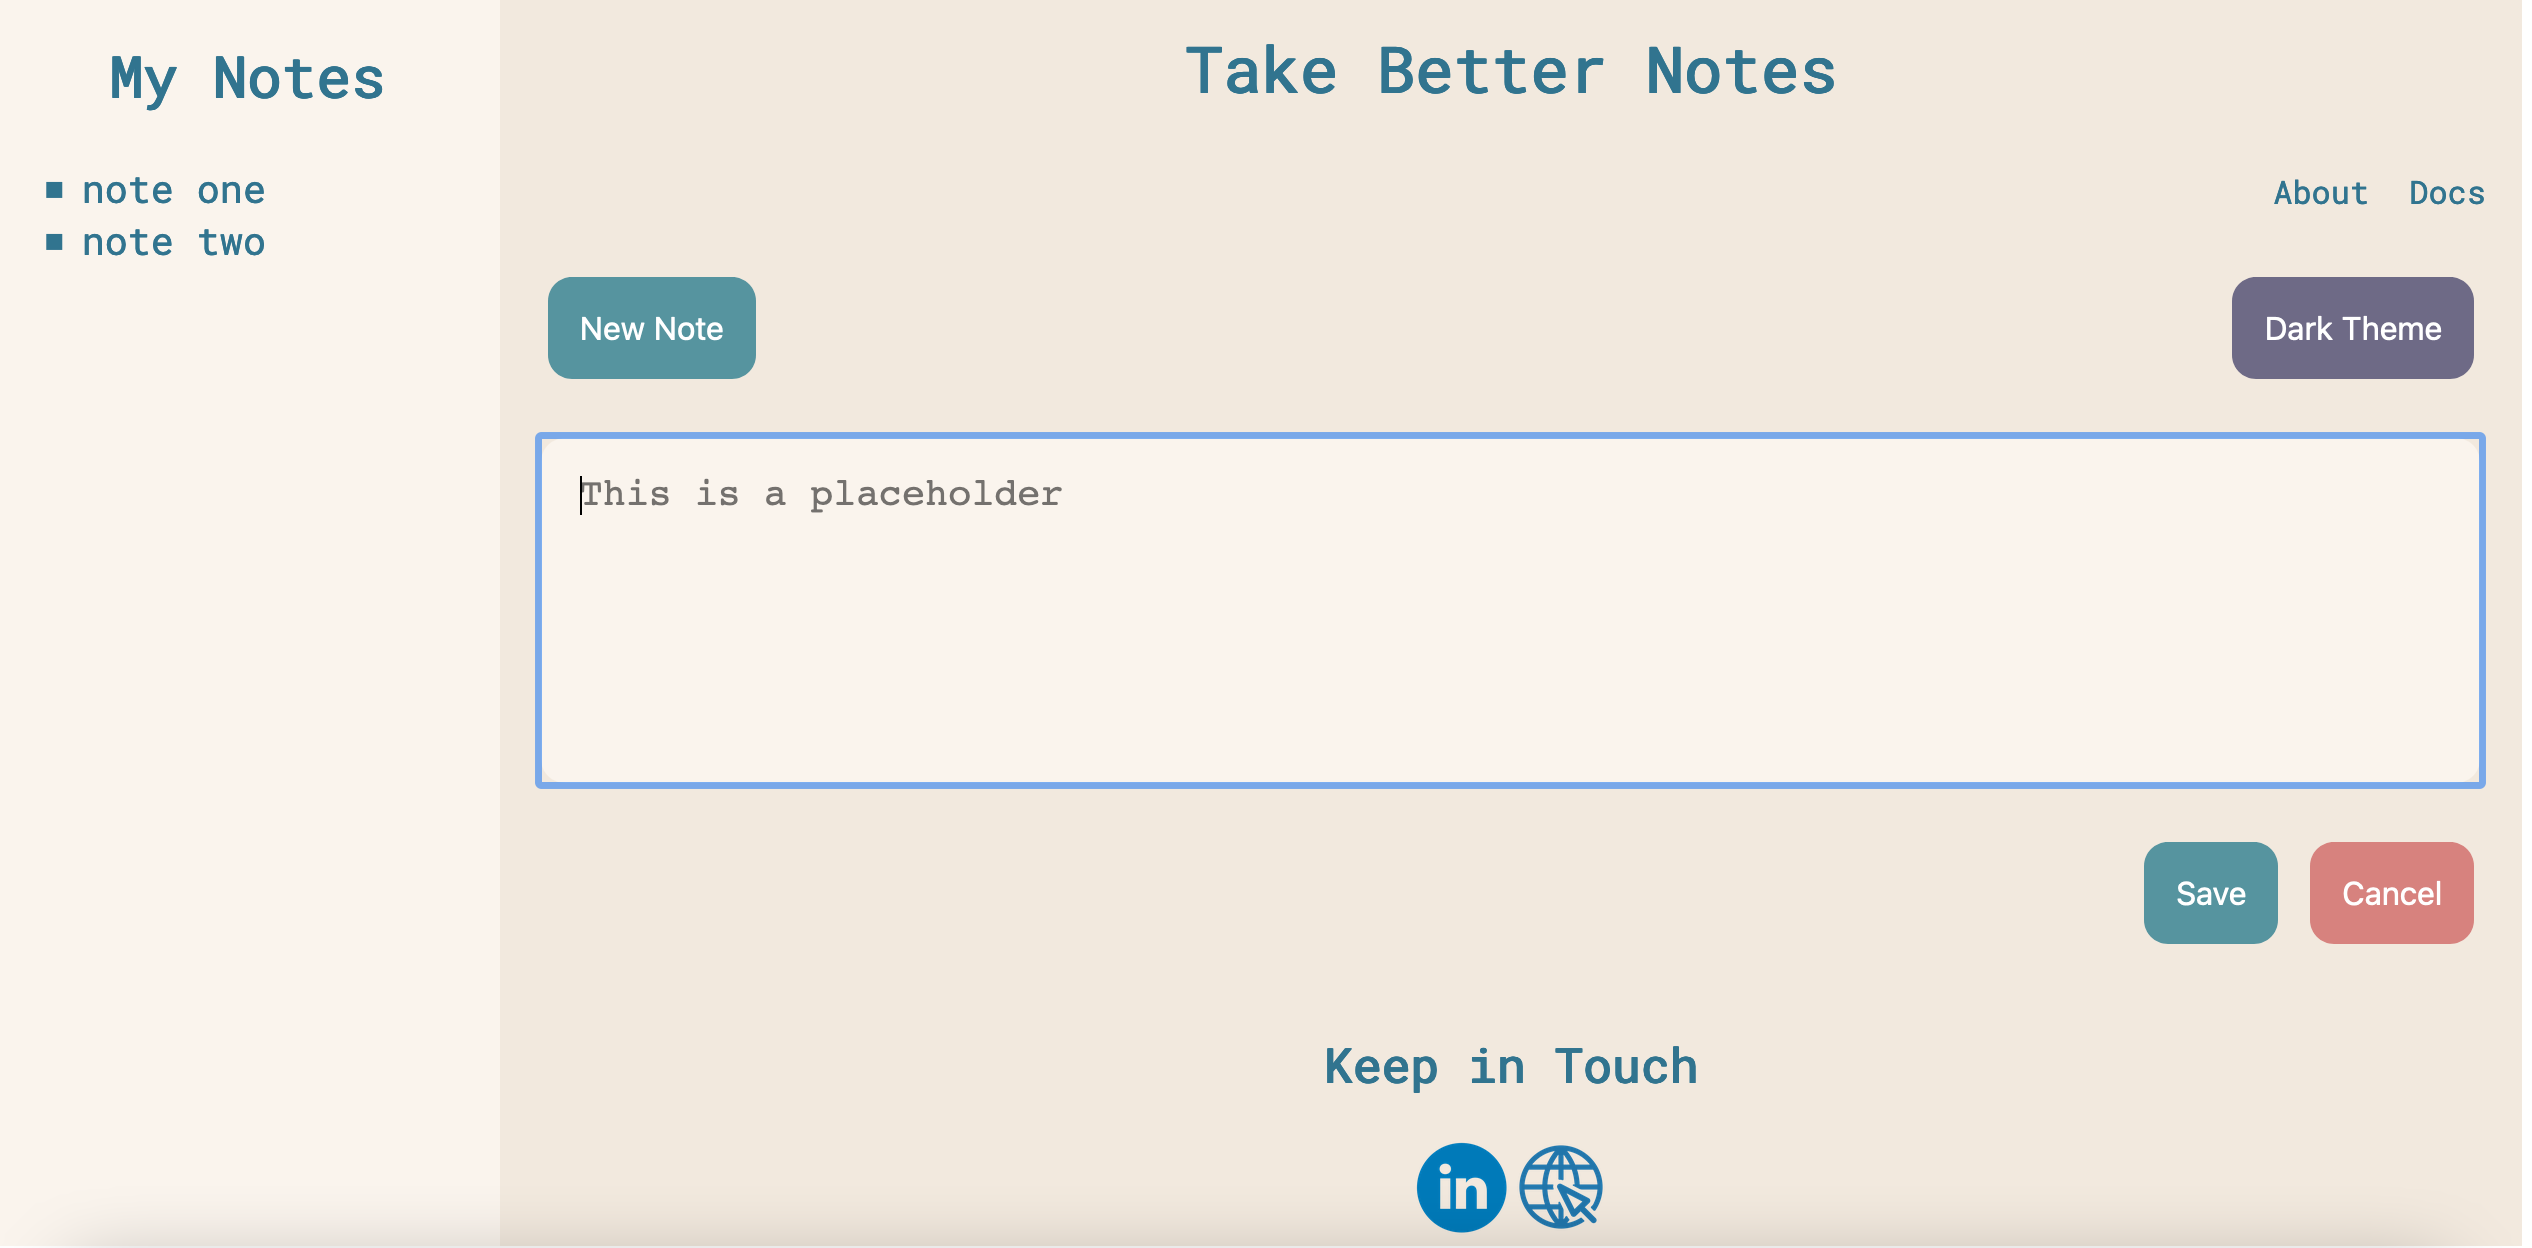 My Notes
note one
note two
Take Better Notes
About Docs
New Note
Dark Theme
This is a placeholder
Save
Cancel
Keep in Touch
in